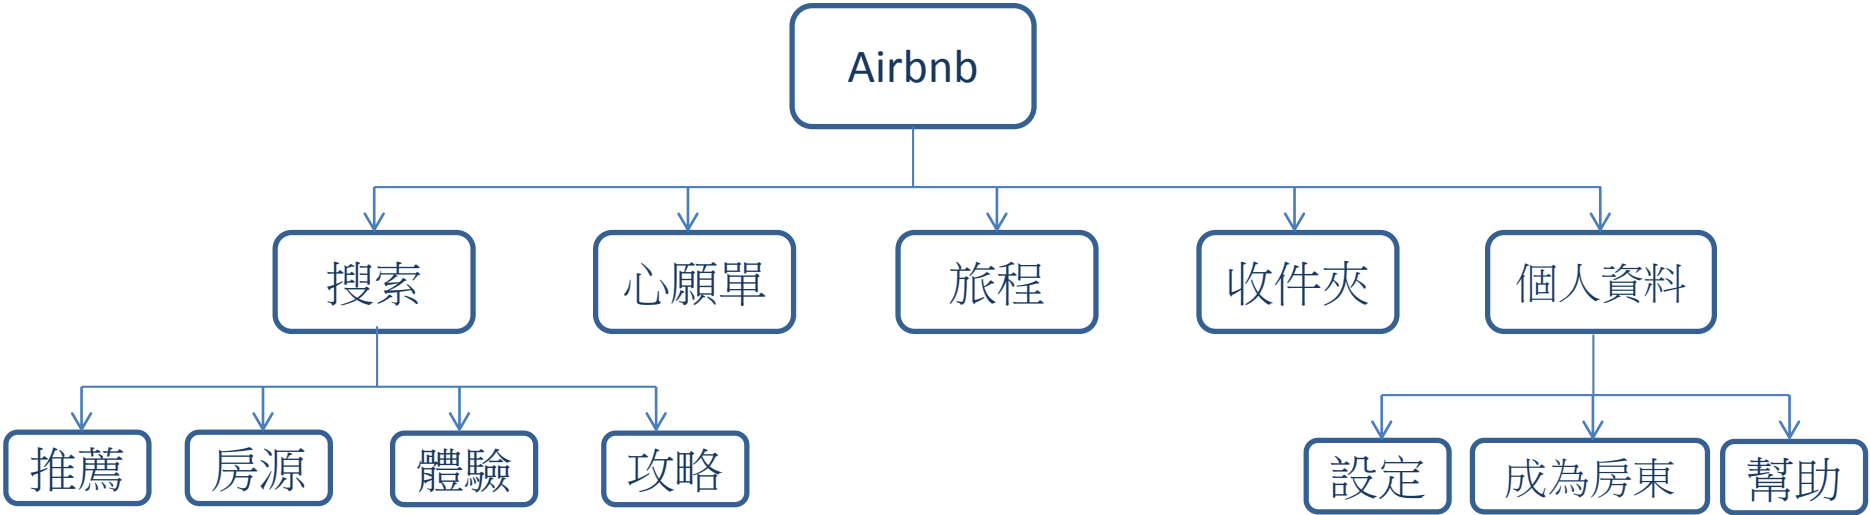 Airbnb
搜索
心願單
旅程
收件夾
個人資料
推薦
房源
體驗
攻略
設定
成為房東
幫助